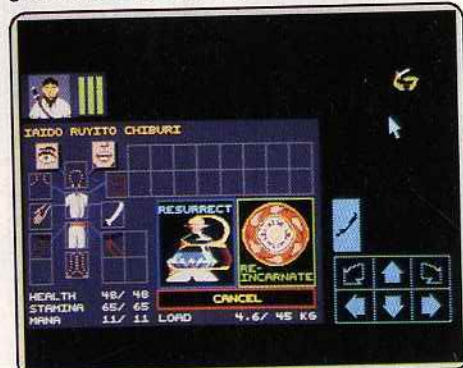 IAIDO RUYITO CHIBURI
RESURRECT
RE-
INCARNATE
CANCEL
HEALTH 48/ 48
STAMINA 65/ 65
MANA 11/ 11 LOAD 4.6/ 45 KG